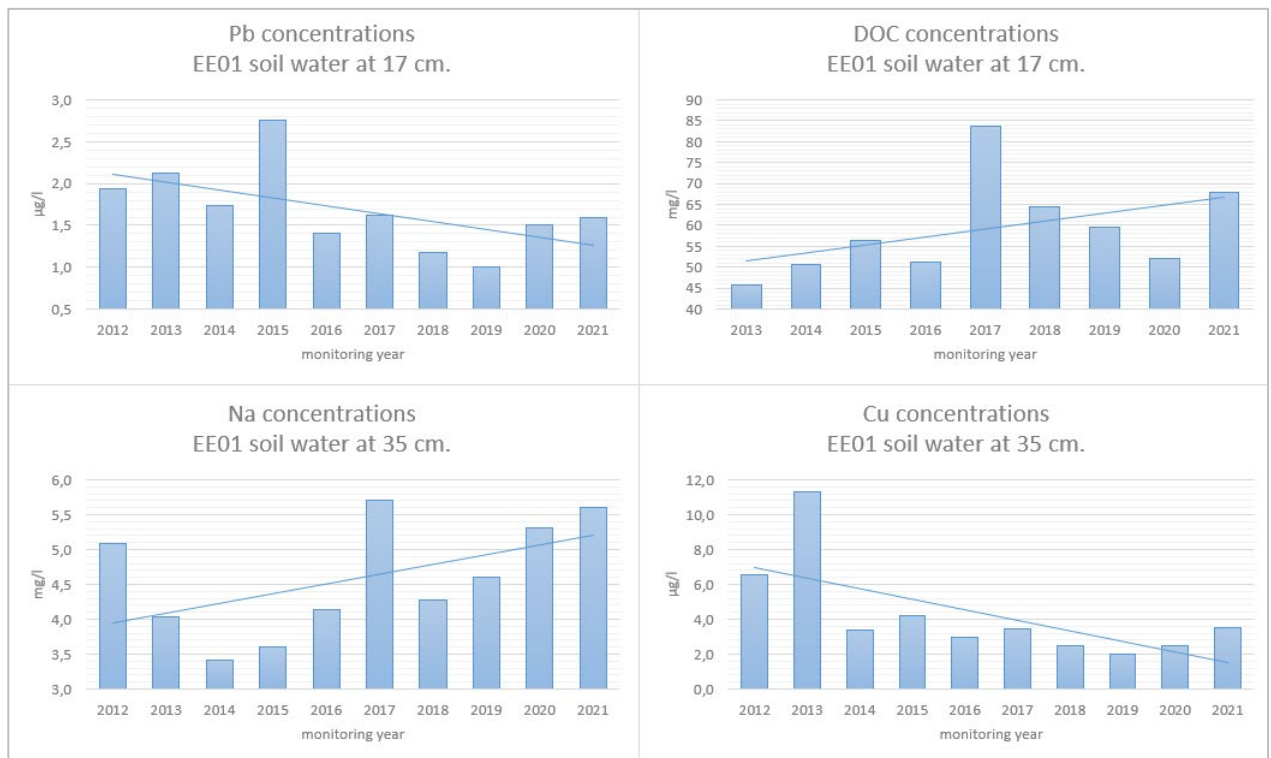 Pb concentrations
EE01 soil water at 17 cm.
3,0
2,5
2,0
1,5
1,0
0,5
µg/l
2012 2013 2014 2015 2016 2017 2018 2019 2020 2021
monitoring year
DOC concentrations
EE01 soil water at 17 cm.
90
85
80
75
70
65
60
55
50
45
40
mg/l
2013 2014 2015 2016 2017 2018 2019 2020 2021
monitoring year
Na concentrations
EE01 soil water at 35 cm.
6,0
5,5
5,0
4,5
4,0
3,5
3,0
mg/l
2012 2013 2014 2015 2016 2017 2018 2019 2020 2021
monitoring year
Cu concentrations
EE01 soil water at 35 cm.
12,0
10,0
8,0
6,0
4,0
2,0
0,0
µg/l
2012 2013 2014 2015 2016 2017 2018 2019 2020 2021
monitoring year